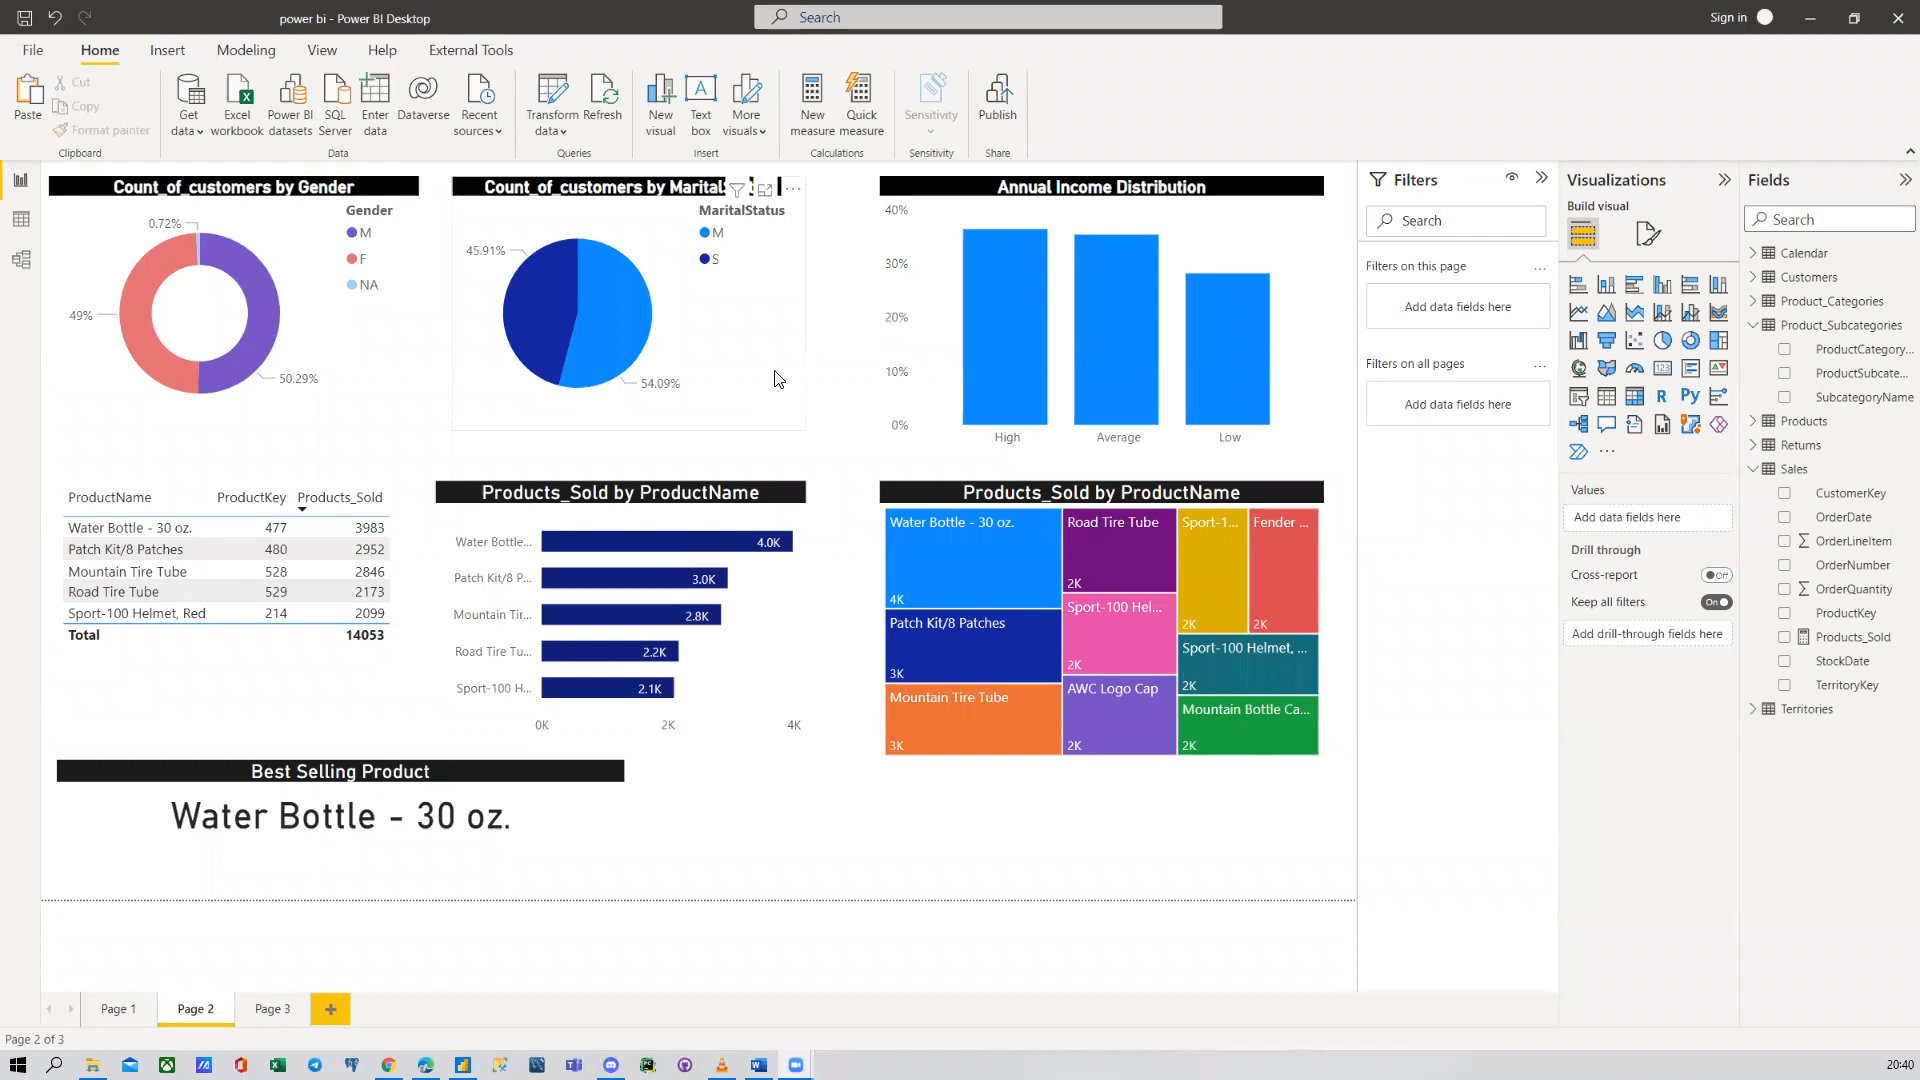 power bi - Power BI Desktop
Search
Sign in
File
Home
Insert
Modeling
View
Help
External Tools
Paste
Cut
Copy
Format painter
Get data
Excel workbook
Power BI datasets
SQL Server
Enter data
Dataverse
Recent sources
Transform data
Refresh
New visual
Text box
More visuals
New measure
Quick measure
Sensitivity
Publish
Clipboard
Data
Queries
Insert
Calculations
Sensitivity
Share
Count_of_customers by Gender
0.72%
49%
50.29%
Gender
M
F
NA
Count_of_customers by Marital
45.91%
54.09%
MaritalStatus
M
S
Annual Income Distribution
40%
30%
20%
10%
0%
High
Average
Low
ProductName ProductKey Products_Sold
Water Bottle - 30 oz. 477 3983
Patch Kit/8 Patches 480 2952
Mountain Tire Tube 528 2846
Road Tire Tube 529 2173
Sport-100 Helmet, Red 214 2099
Total 14053
Products_Sold by ProductName
Water Bottle... 4.0K
Patch Kit/8 P... 3.0K
Mountain Tir... 2.8K
Road Tire Tu... 2.2K
Sport-100 H... 2.1K
0K 2K 4K
Products_Sold by ProductName
Water Bottle - 30 oz.
4K
Patch Kit/8 Patches
3K
Mountain Tire Tube
3K
Road Tire Tube
2K
Sport-100 Hel...
2K
AWC Logo Cap
2K
Sport-1...
2K
Fender ...
2K
Sport-100 Helmet, ...
2K
Mountain Bottle Ca...
2K
Best Selling Product
Water Bottle - 30 oz.
Filters
Search
Filters on this page
Add data fields here
Filters on all pages
Add data fields here
Visualizations
Build visual
123
R
Py
Values
Add data fields here
Drill through
Cross-report
Off
Keep all filters
On
Add drill-through fields here
Fields
Search
Calendar
Customers
Product_Categories
Product_Subcategories
ProductCategory...
ProductSubcate...
SubcategoryName
Products
Returns
Sales
CustomerKey
OrderDate
OrderLineItem
OrderNumber
OrderQuantity
ProductKey
Products_Sold
StockDate
TerritoryKey
Territories
Page 1
Page 2
Page 3
Page 2 of 3
20:40